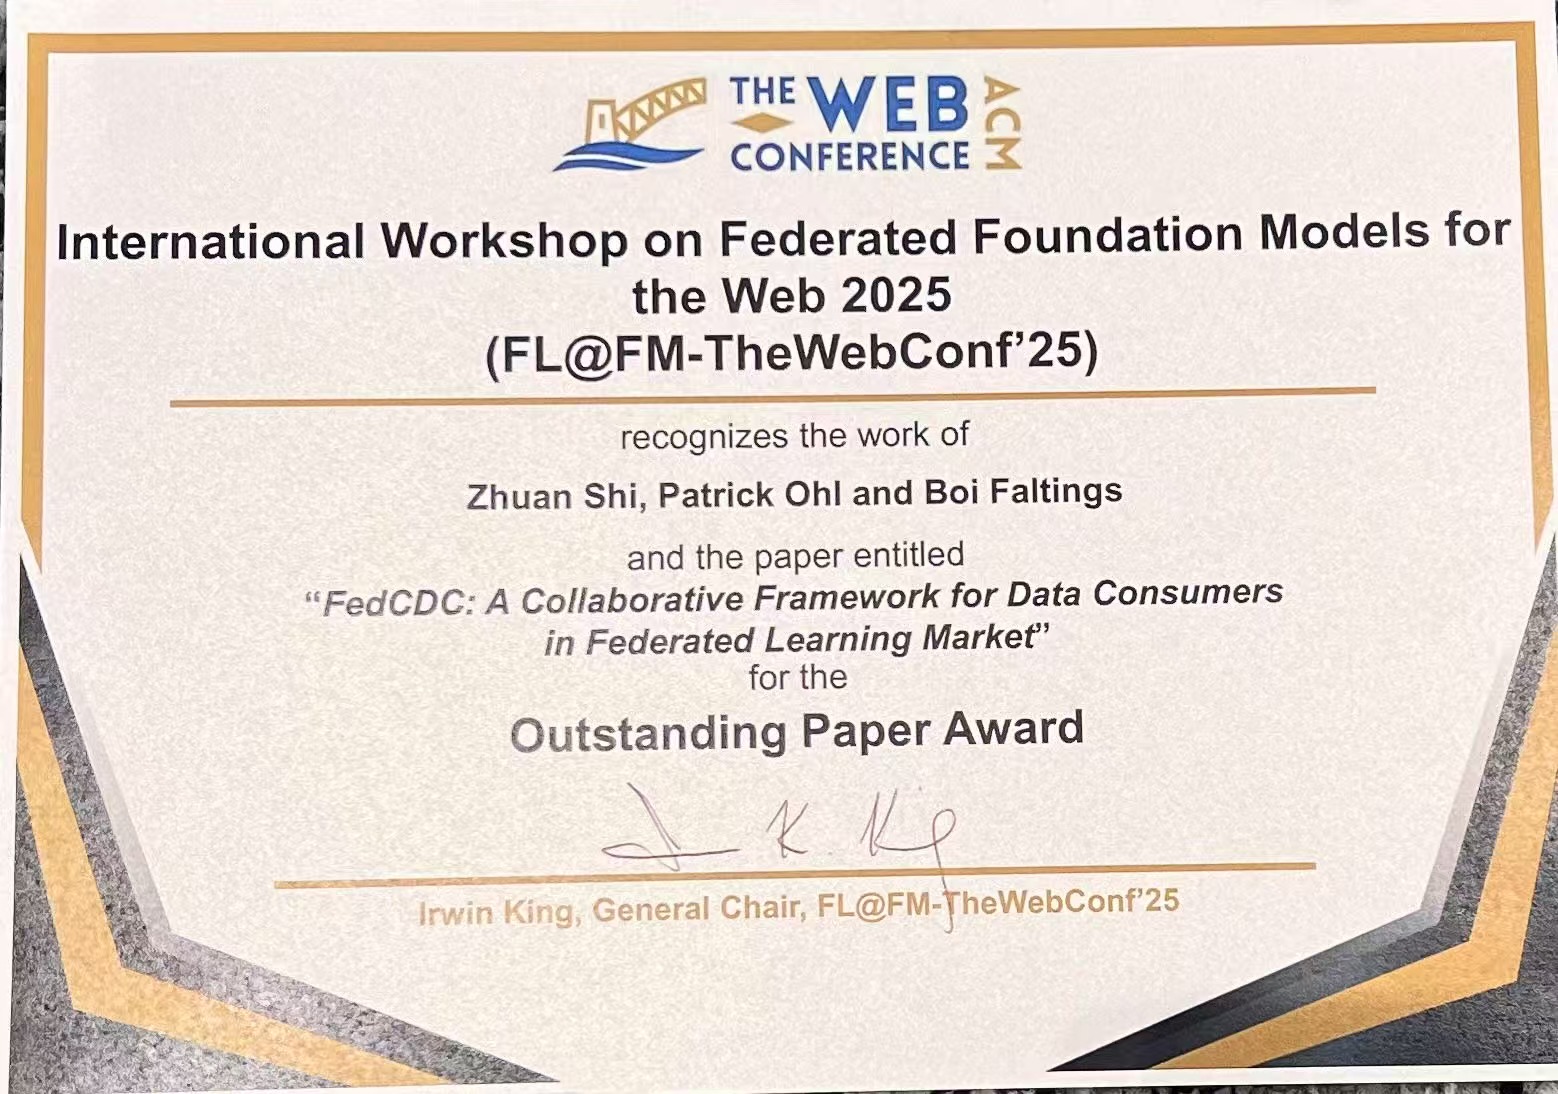 THE WEB CONFERENCE ACM
International Workshop on Federated Foundation Models for
the Web 2025
(FL@FM-TheWebConf’25)
recognizes the work of
Zhuan Shi, Patrick Ohl and Boi Faltings
and the paper entitled
“FedCDC: A Collaborative Framework for Data Consumers
in Federated Learning Market”
for the
Outstanding Paper Award
Irwin King, General Chair, FL@FM-TheWebConf’25